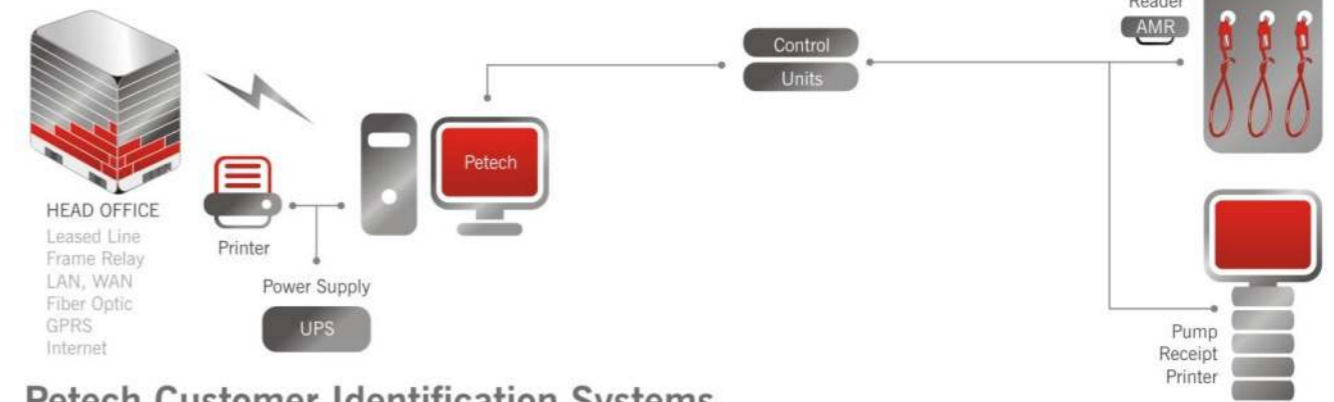 Reader
AMR
Control
Units
Petech
HEAD OFFICE
Leased Line
Frame Relay
LAN, WAN
Fiber Optic
GPRS
Internet
Printer
Power Supply
UPS
Pump
Receipt
Printer
Petech Customer Identification Systems